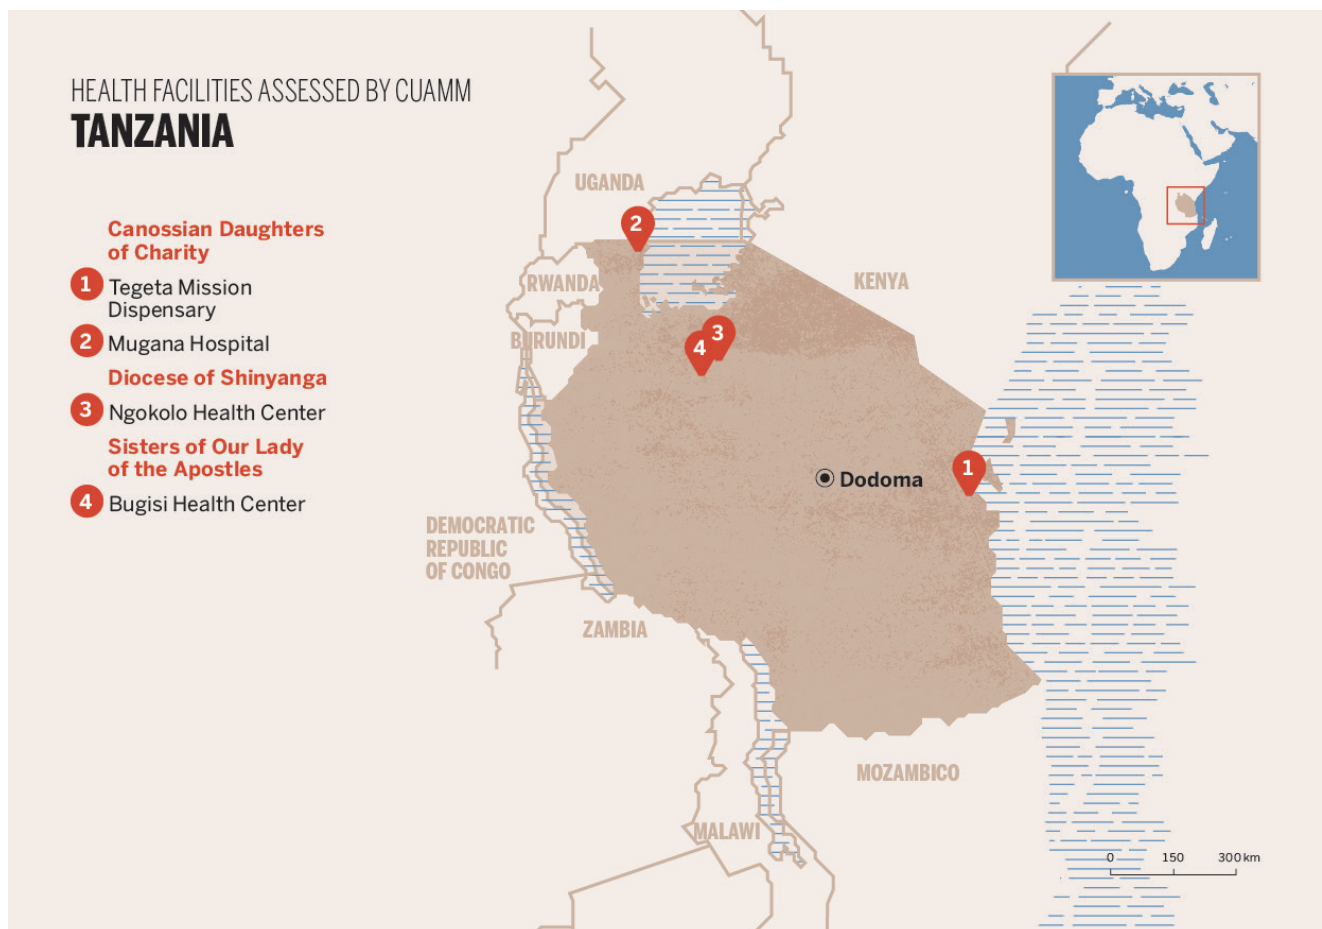 HEALTH FACILITIES ASSESSED BY CUAMM
TANZANIA
Canossian Daughters
of Charity
1 Tegeta Mission
Dispensary
2 Mugana Hospital
Diocese of Shinyanga
3 Ngokolo Health Center
Sisters of Our Lady
of the Apostles
4 Bugisi Health Center
UGANDA
2
RWANDA
KENYA
BURUNDI
3
4
1
Dodoma
DEMOCRATIC
REPUBLIC
OF CONGO
ZAMBIA
MOZAMBICO
MALAWI
0 150 300 km